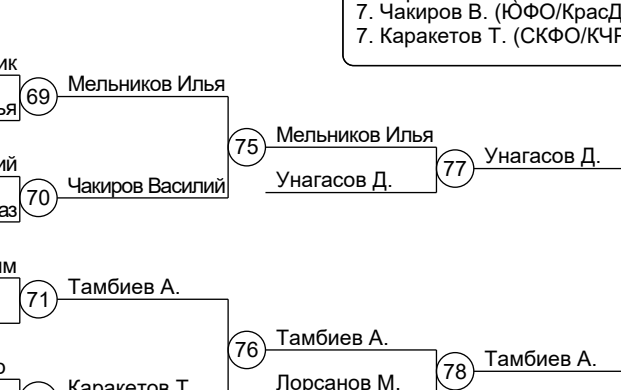 7. Чакиров В. (ЮФО/КрасД
7. Каракетов Т. (СКФО/КЧР
69
Мельников Илья
75
Мельников Илья
77
Унагасов Д.
70
Чакиров Василий
Унагасов Д.
71
Тамбиев А.
76
Тамбиев А.
78
Тамбиев А.
Каракетов Т.
Лорсанов М.